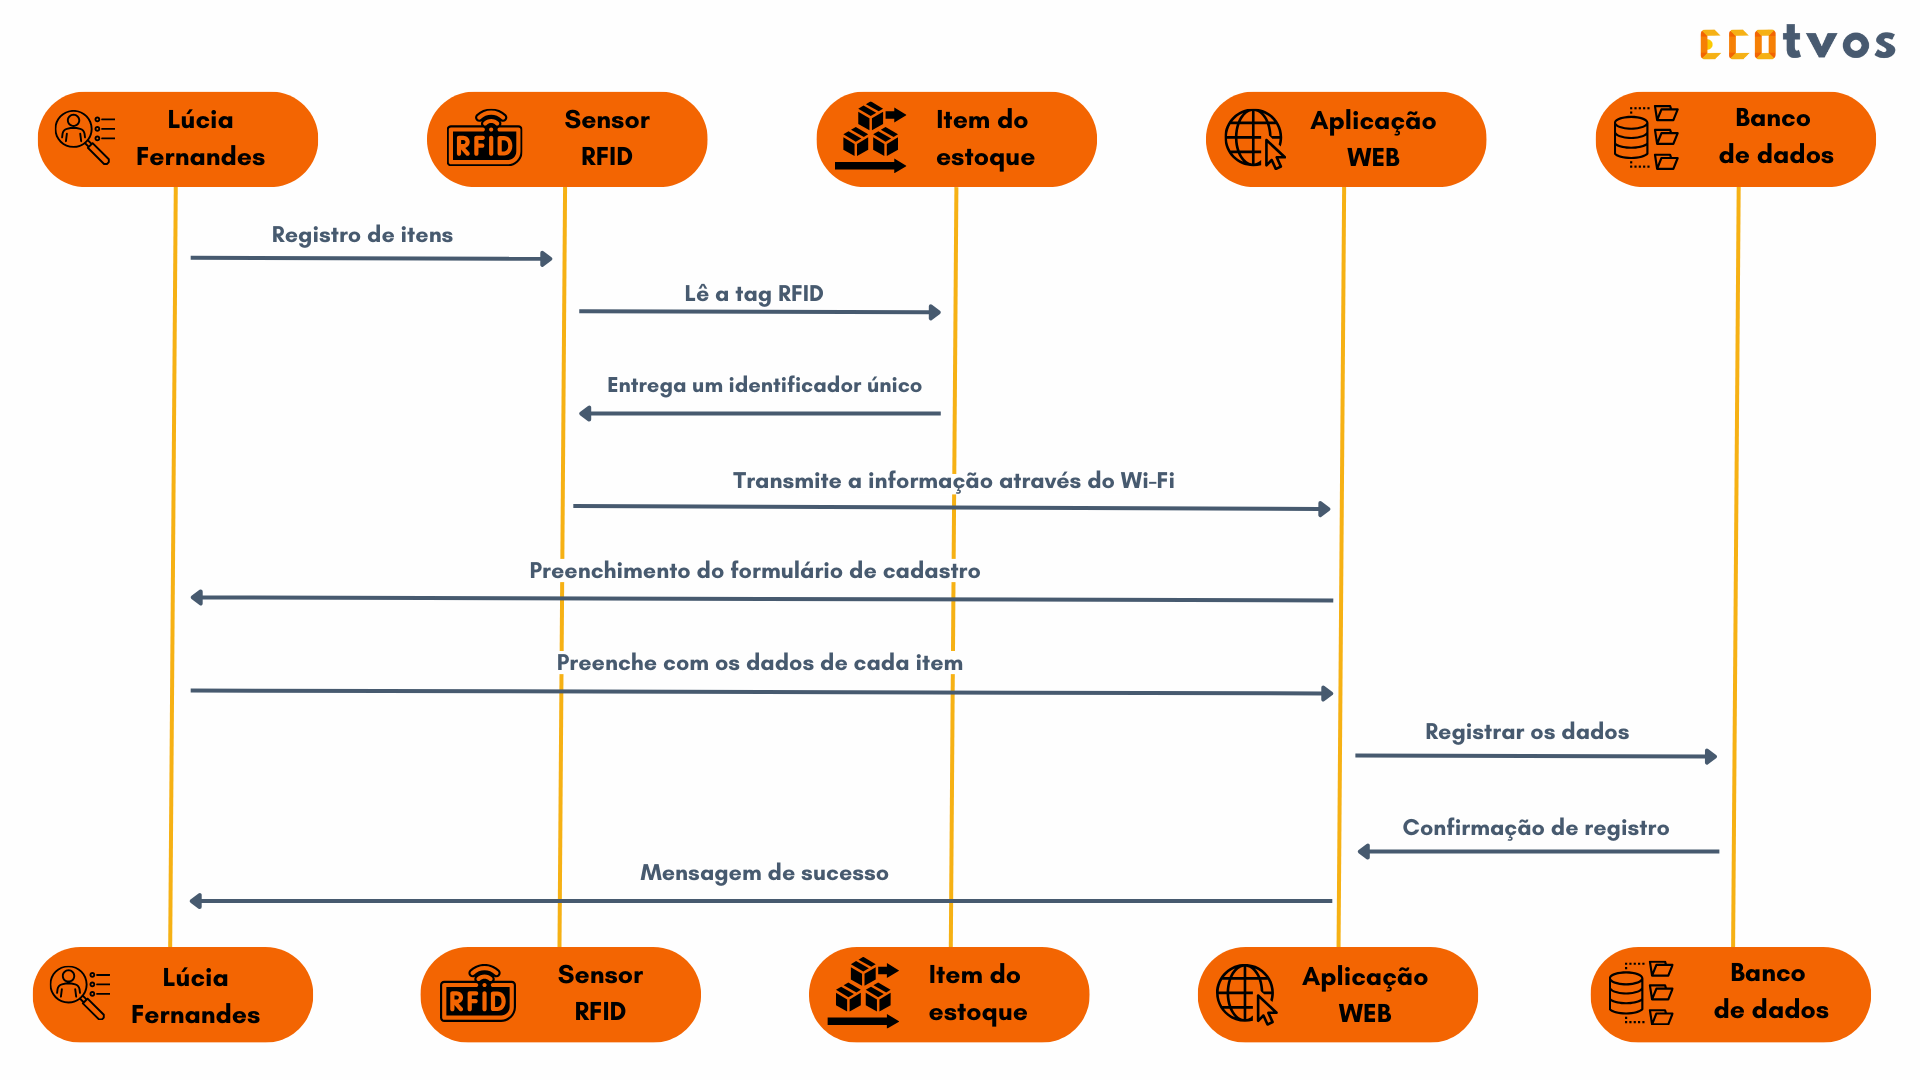 ECOtvos
Lúcia
Fernandes
RFID
Sensor
RFID
Item do
estoque
Aplicação
WEB
Banco
de dados
Registro de itens
Lê a tag RFID
Entrega um identificador único
Transmite a informação através do Wi-Fi
Preenchimento do formulário de cadastro
Preenche com os dados de cada item
Registrar os dados
Confirmação de registro
Mensagem de sucesso
Lúcia
Fernandes
RFID
Sensor
RFID
Item do
estoque
Aplicação
WEB
Banco
de dados